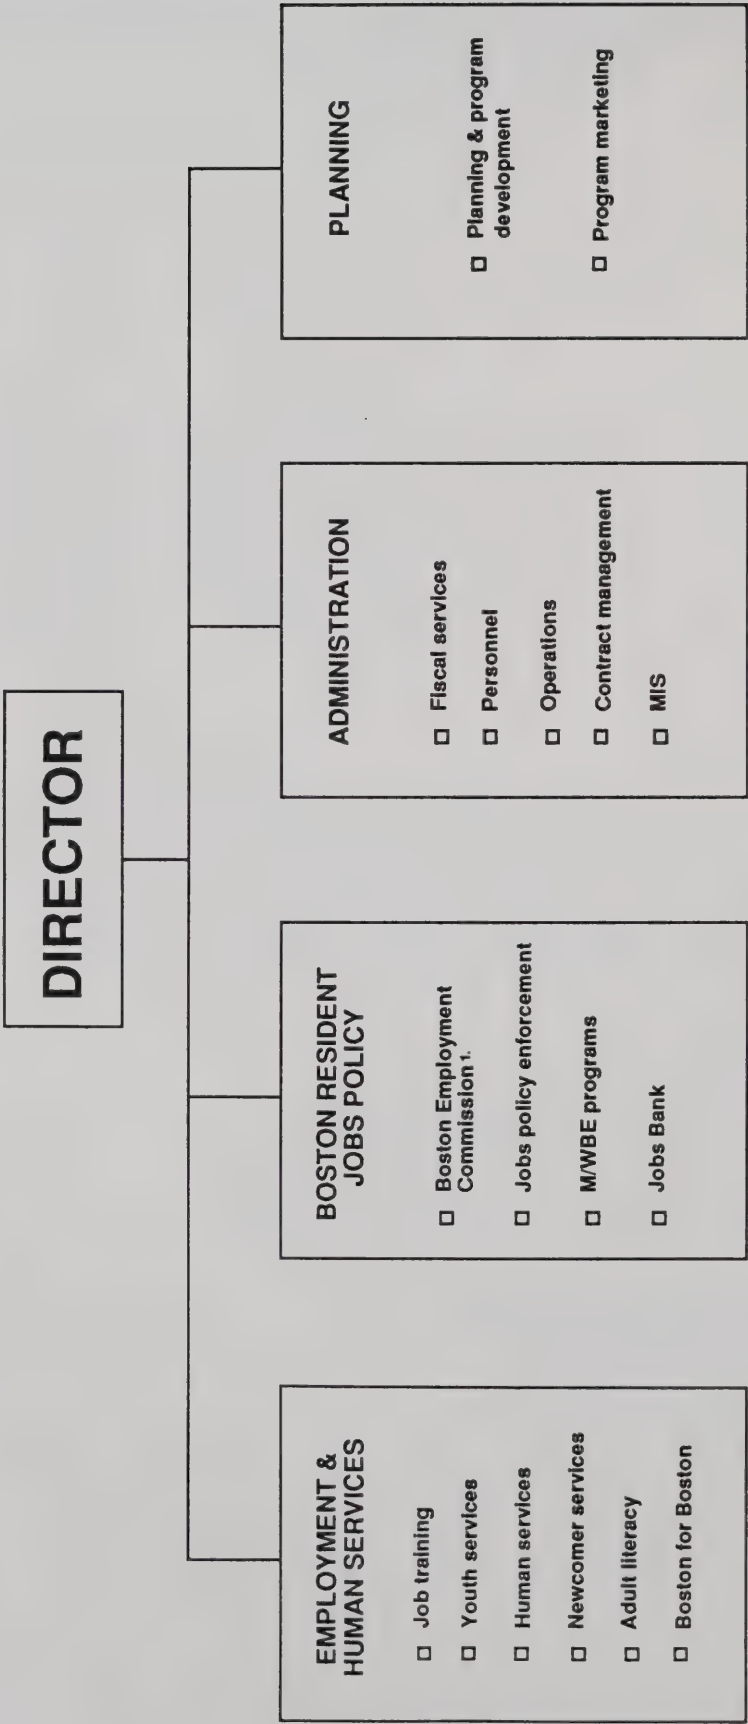 DIRECTOR
EMPLOYMENT &
HUMAN SERVICES
□ Job training
□ Youth services
□ Human services
□ Newcomer services
□ Adult literacy
□ Boston for Boston
BOSTON RESIDENT
JOBS POLICY
□ Boston Employment
Commission 1.
□ Jobs policy enforcement
□ M/WBE programs
□ Jobs Bank
ADMINISTRATION
□ Fiscal services
□ Personnel
□ Operations
□ Contract management
□ MIS
PLANNING
□ Planning & program
development
□ Program marketing